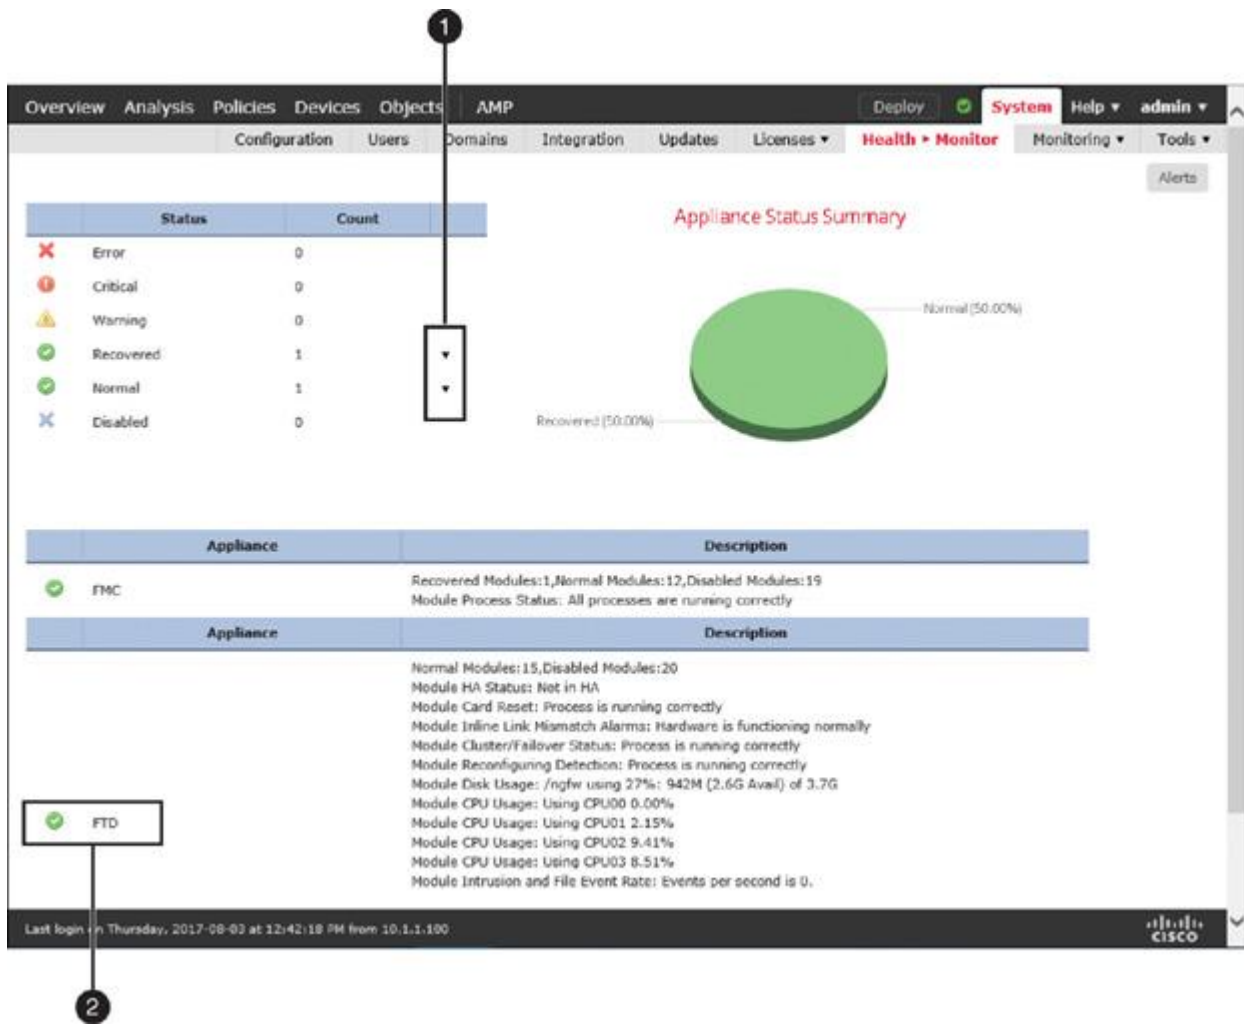 1
Overview Analysis Policies Devices Objects AMP Deploy System Help ▾ admin ▾
Configuration Users Domains Integration Updates Licenses ▾ Health ▸ Monitor Monitoring ▾ Tools ▾
Alerts
Status Count
Appliance Status Summary
Error 0
Critical 0
Warning 0
Normal (50.00%)
Recovered 1 ▾
Normal 1 ▾
Disabled 0
Recovered (50.00%)
Appliance Description
FMC
Recovered Modules:1,Normal Modules:12,Disabled Modules:19
Module Process Status: All processes are running correctly
Appliance Description
Normal Modules:15,Disabled Modules:20
Module HA Status: Not in HA
Module Card Reset: Process is running correctly
Module Inline Link Mismatch Alarms: Hardware is functioning normally
Module Cluster/Failover Status: Process is running correctly
Module Reconfiguring Detection: Process is running correctly
Module Disk Usage: /ngfw using 27%: 942M (2.6G Avail) of 3.7G
Module CPU Usage: Using CPU00 0.00%
FTD
Module CPU Usage: Using CPU01 2.15%
Module CPU Usage: Using CPU02 9.41%
Module CPU Usage: Using CPU03 8.51%
Module Intrusion and File Event Rate: Events per second is 0.
Last login on Thursday, 2017-08-03 at 12:42:18 PM from 10.1.1.100
CISCO
2